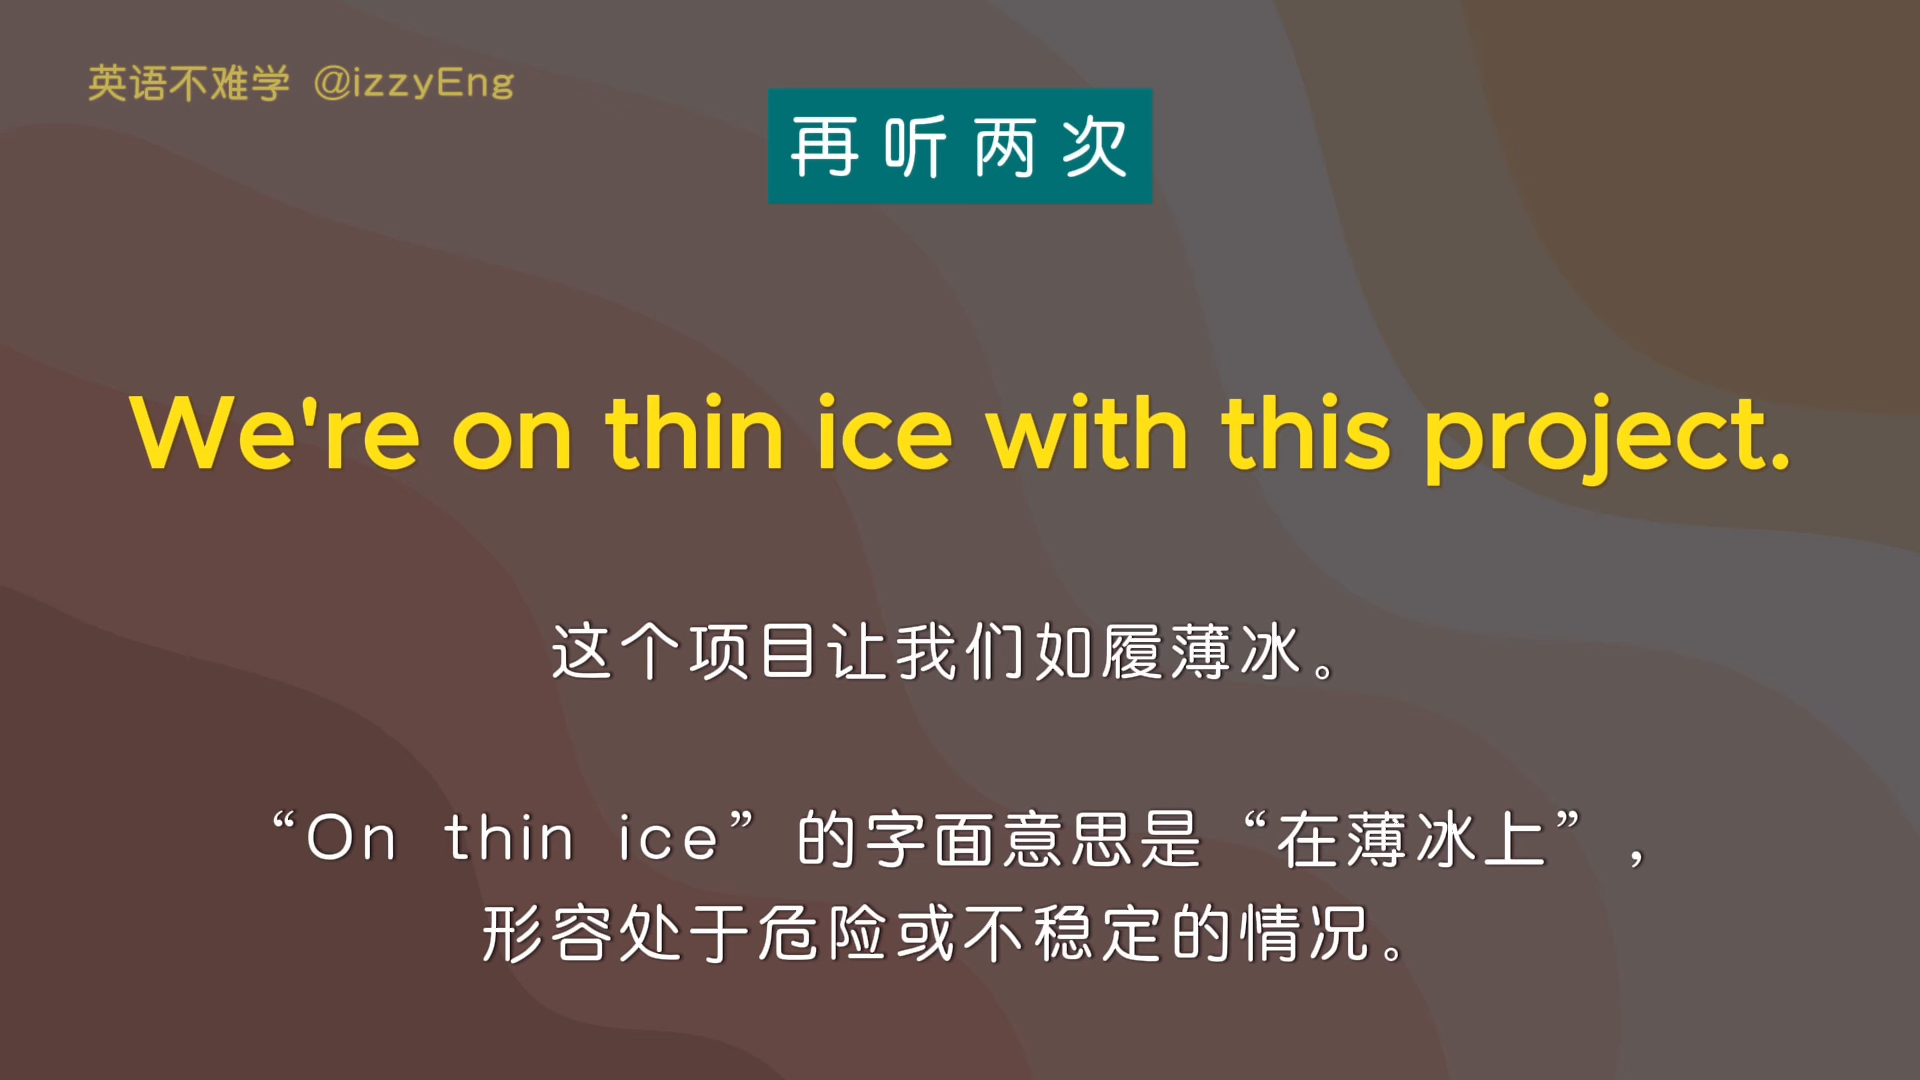 英语不难学 @izzyEng
再听两次
We're on thin ice with this project.
这个项目让我们如履薄冰。
“On thin ice”的字面意思是“在薄冰上”，
形容处于危险或不稳定的情况。